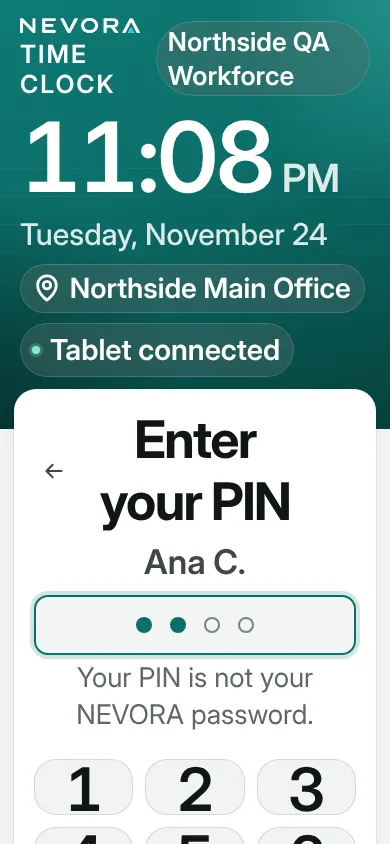 NEVORA
TIME
CLOCK
Northside QA
Workforce
11:08 PM
Tuesday, November 24
Northside Main Office
Tablet connected
Enter
your PIN
Ana C.
Your PIN is not your
NEVORA password.
1 2 3